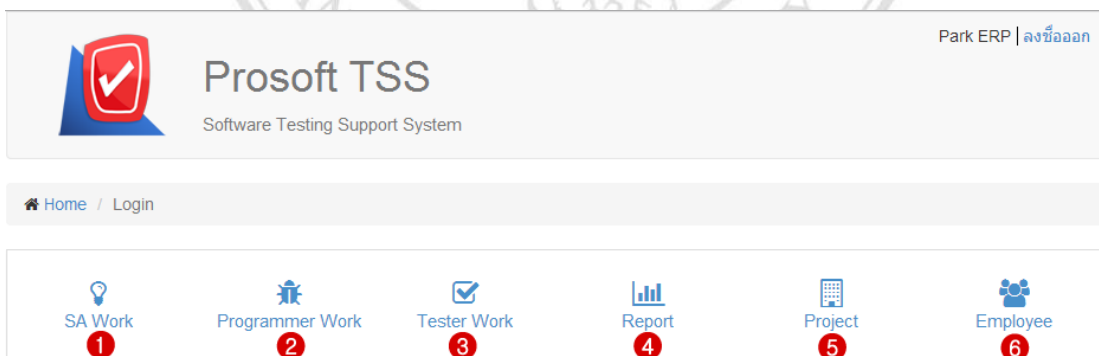 Park ERP | ลงชื่อออก
Prosoft TSS
Software Testing Support System
Home / Login
SA Work Programmer Work Tester Work Report Project Employee
1 2 3 4 5 6